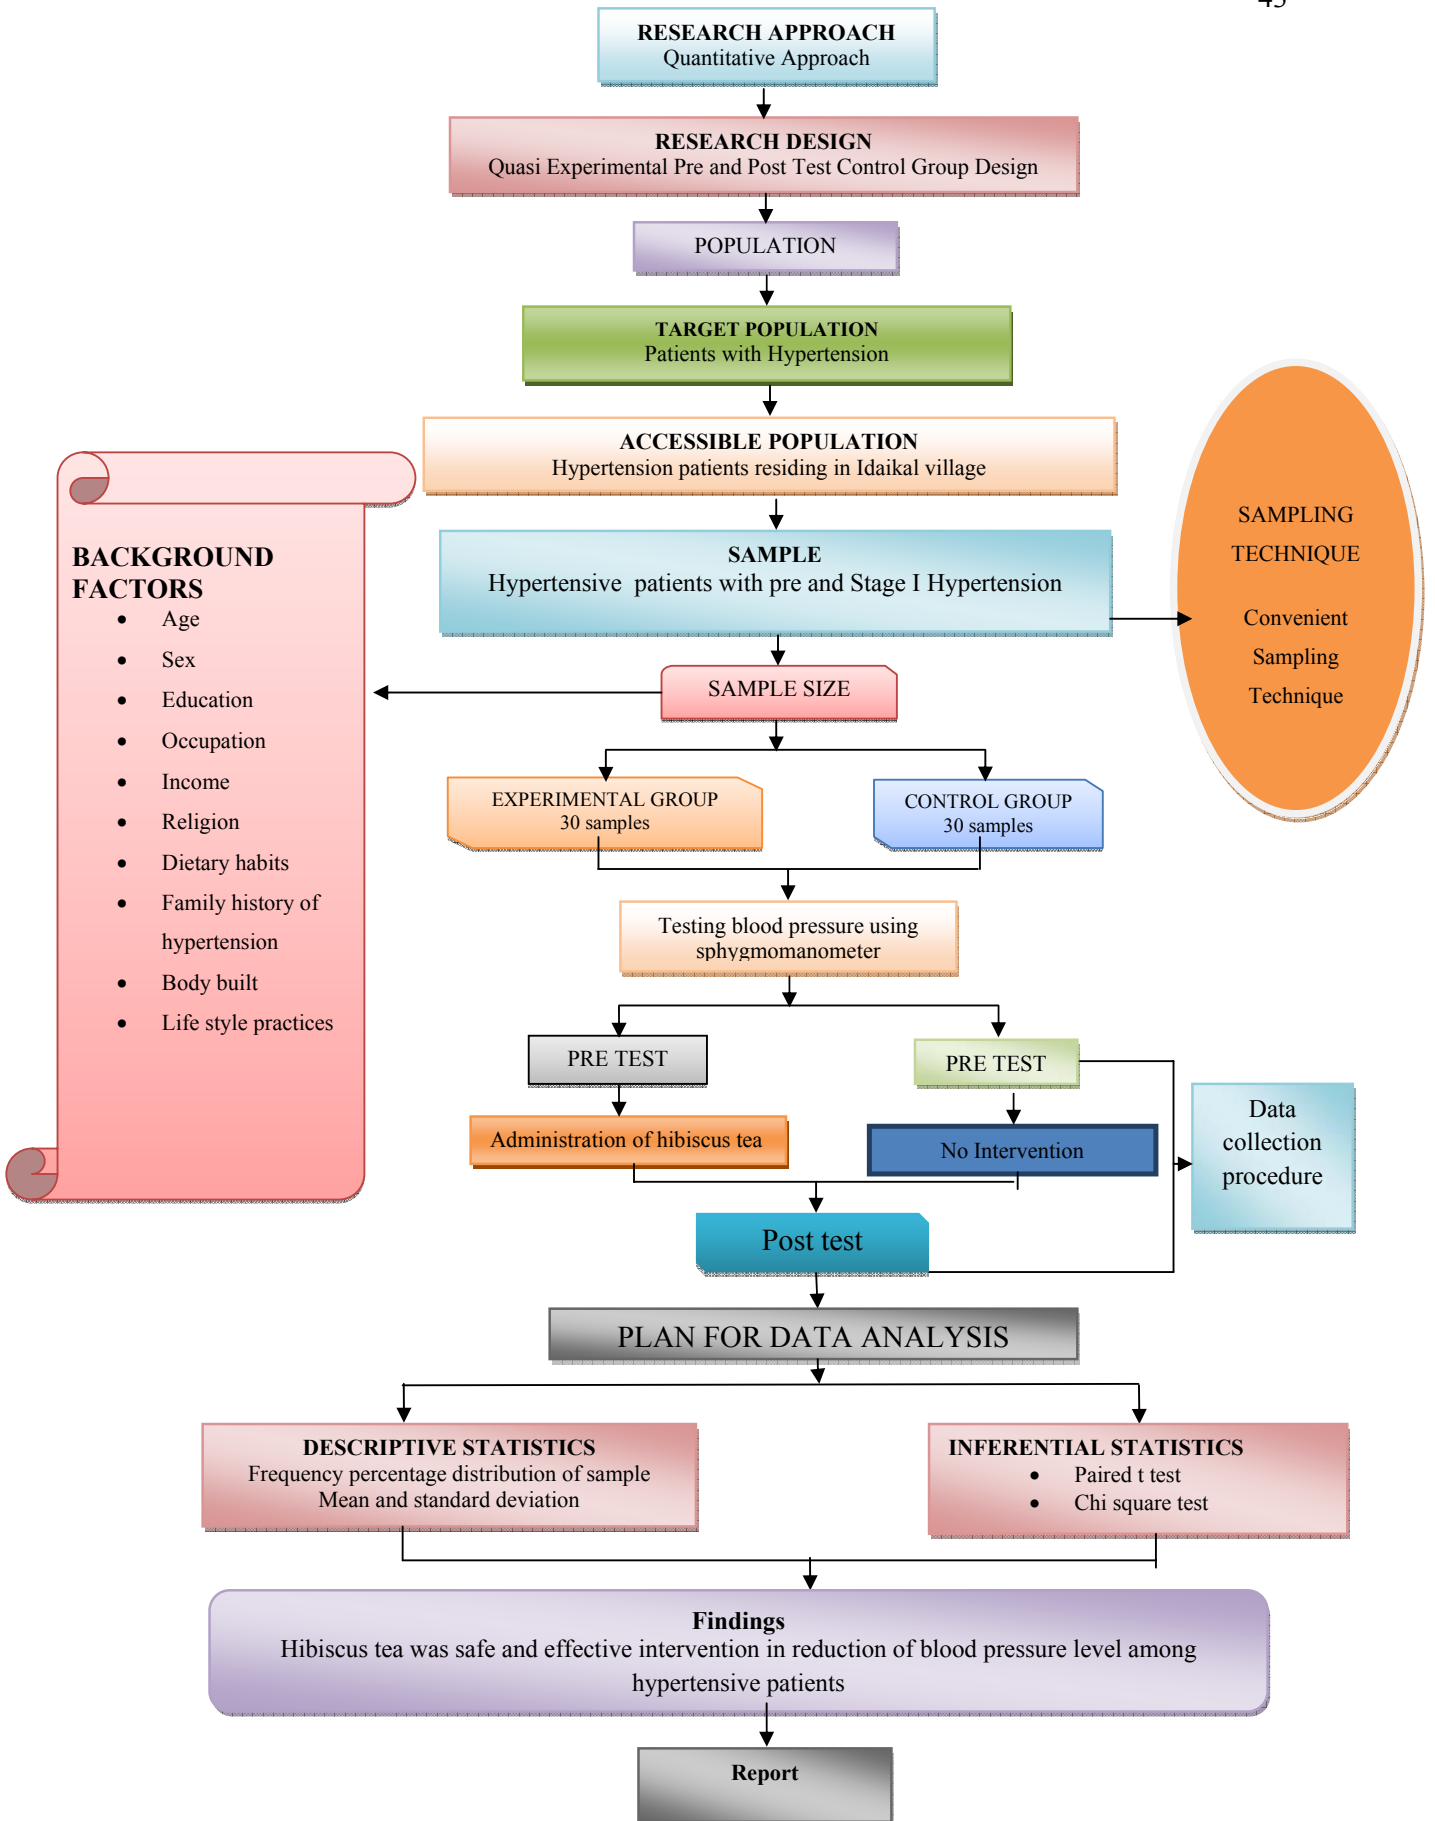 RESEARCH APPROACH
Quantitative Approach
RESEARCH DESIGN
Quasi Experimental Pre and Post Test Control Group Design
POPULATION
TARGET POPULATION
Patients with Hypertension
ACCESSIBLE POPULATION
Hypertension patients residing in Idaikal village
SAMPLE
Hypertensive patients with pre and Stage I Hypertension
SAMPLING
TECHNIQUE
Convenient
Sampling
Technique
BACKGROUND
FACTORS
• Age
• Sex
• Education
• Occupation
• Income
• Religion
• Dietary habits
• Family history of
hypertension
• Body built
• Life style practices
SAMPLE SIZE
EXPERIMENTAL GROUP
30 samples
CONTROL GROUP
30 samples
Testing blood pressure using
sphygmomanometer
PRE TEST
PRE TEST
Administration of hibiscus tea
No Intervention
Data
collection
procedure
Post test
PLAN FOR DATA ANALYSIS
DESCRIPTIVE STATISTICS
Frequency percentage distribution of sample
Mean and standard deviation
INFERENTIAL STATISTICS
• Paired t test
• Chi square test
Findings
Hibiscus tea was safe and effective intervention in reduction of blood pressure level among
hypertensive patients
Report